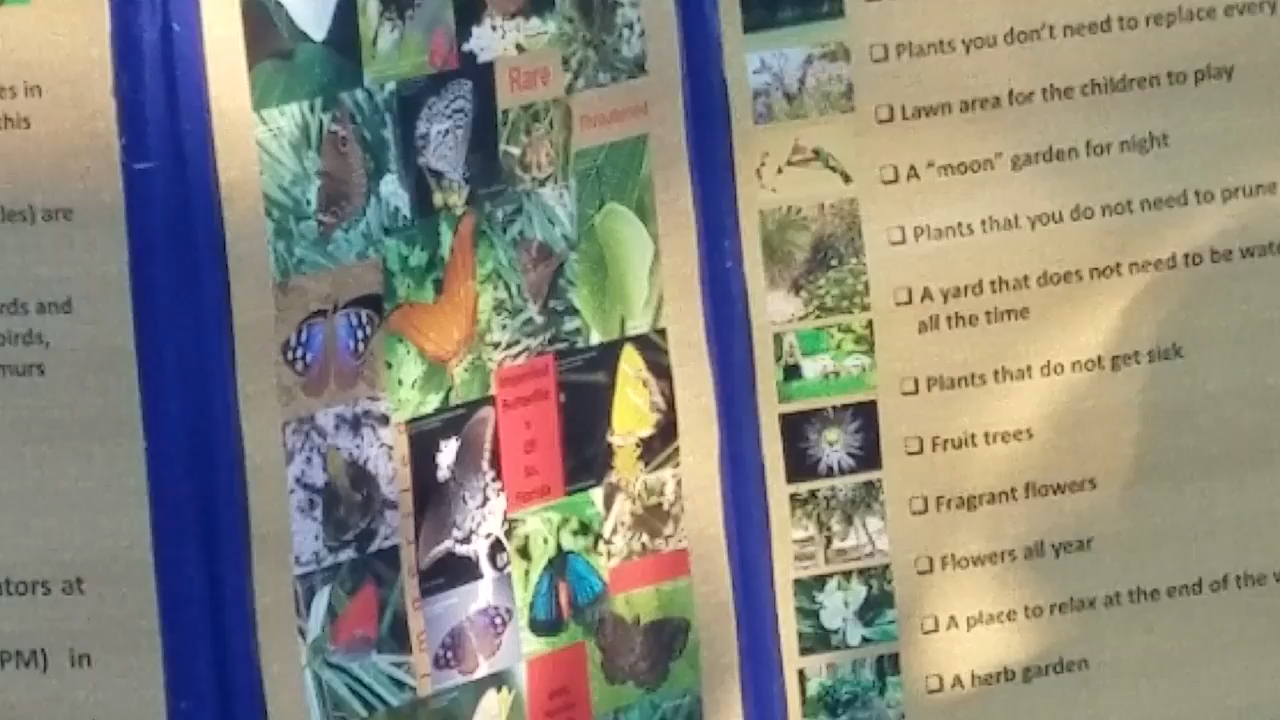 es in
this
les) are
rds and
birds,
murs
ators at
PM) in
Rare
Threatened
So.
Florida
Plants you don't need to replace every
Lawn area for the children to play
A "moon" garden for night
Plants that you do not need to prune
A yard that does not need to be wat
all the time
Plants that do not get sick
Fruit trees
Fragrant flowers
Flowers all year
A place to relax at the end of the w
A herb garden